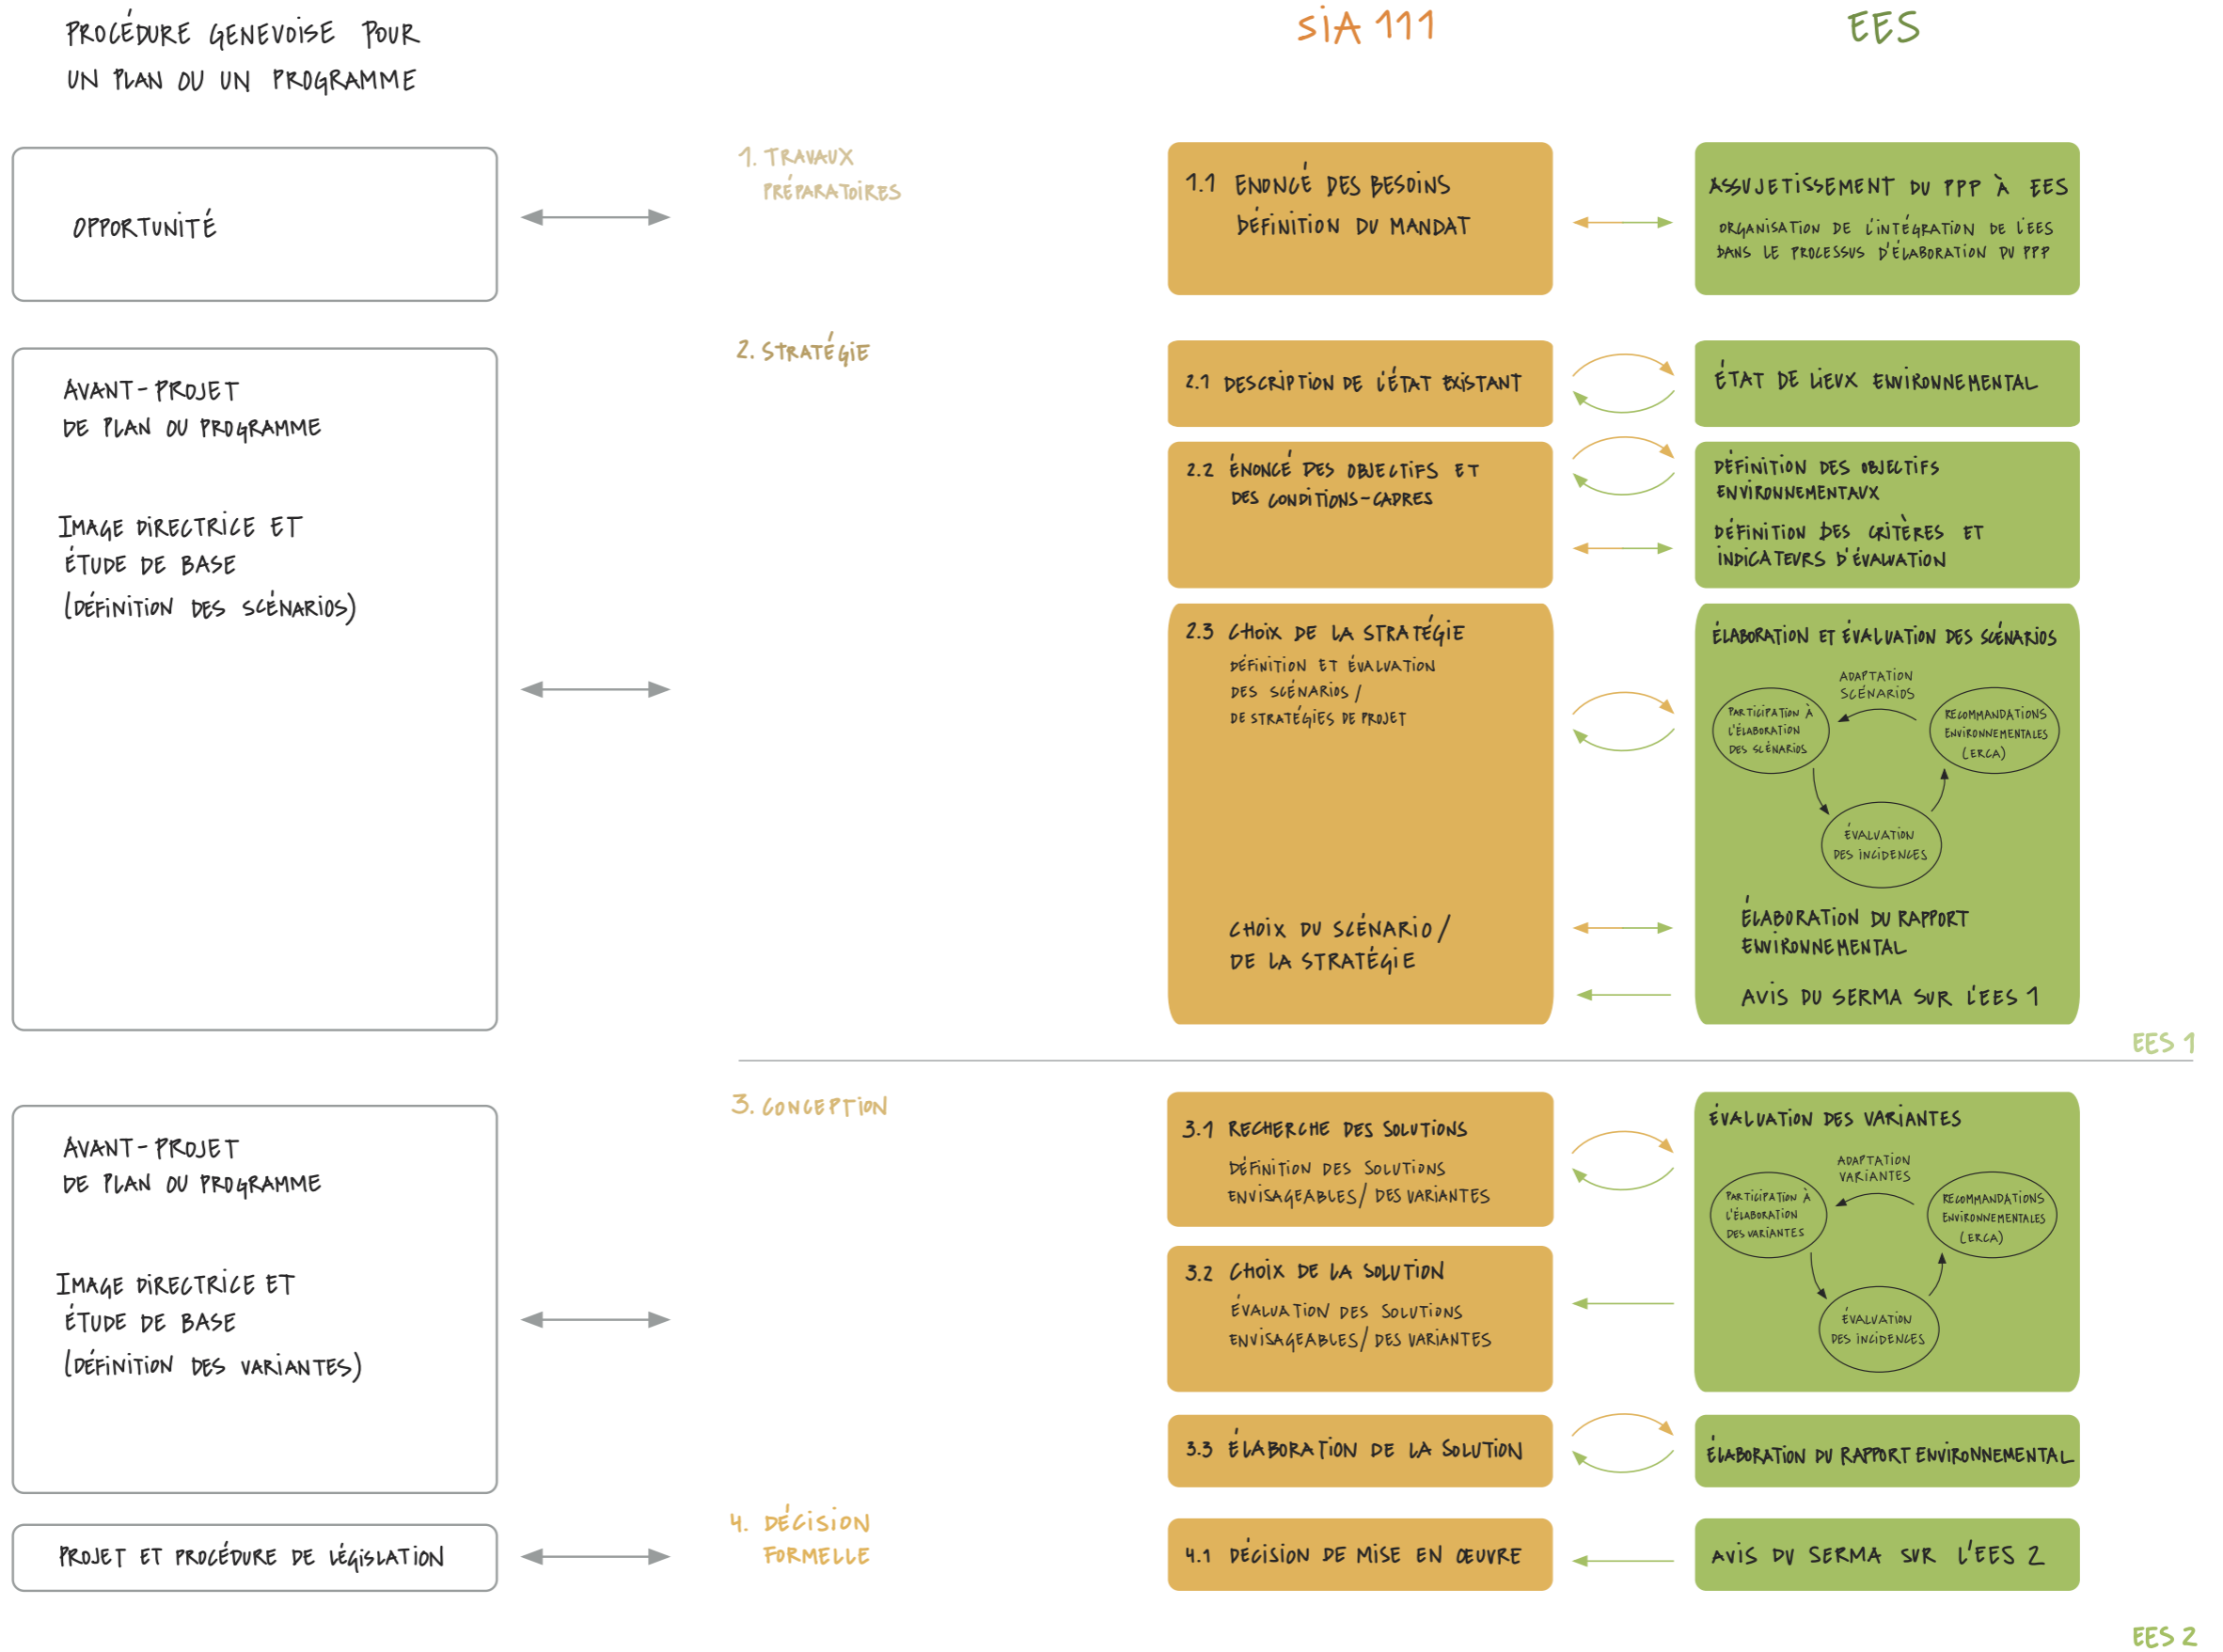 PROCÉDURE GENEVOISE POUR
UN PLAN OU UN PROGRAMME
SIA 111
EES
OPPORTUNITÉ
1. TRAVAUX
PRÉPARATOIRES
1.1 ENONCÉ DES BESOINS
DÉFINITION DU MANDAT
ASSUJETISSEMENT DU PPP À EES
ORGANISATION DE L'INTÉGRATION DE L'EES
DANS LE PROCESSUS D'ÉLABORATION DU PPP
AVANT-PROJET
DE PLAN OU PROGRAMME
IMAGE DIRECTRICE ET
ÉTUDE DE BASE
(DÉFINITION DES SCÉNARIOS)
2. STRATÉGIE
2.1 DESCRIPTION DE L'ÉTAT EXISTANT
ÉTAT DE LIEUX ENVIRONNEMENTAL
2.2 ÉNONCÉ DES OBJECTIFS ET
DES CONDITIONS-CADRES
DÉFINITION DES OBJECTIFS
ENVIRONNEMENTAUX
DÉFINITION DES CRITÈRES ET
INDICATEURS D'ÉVALUATION
2.3 CHOIX DE LA STRATÉGIE
DÉFINITION ET ÉVALUATION
DES SCÉNARIOS /
DE STRATÉGIES DE PROJET
CHOIX DU SCÉNARIO /
DE LA STRATÉGIE
ÉLABORATION ET ÉVALUATION DES SCÉNARIOS
ADAPTATION
SCÉNARIOS
PARTICIPATION À
L'ÉLABORATION
DES SCÉNARIOS
RECOMMANDATIONS
ENVIRONNEMENTALES
(ERCA)
ÉVALUATION
DES INCIDENCES
ÉLABORATION DU RAPPORT
ENVIRONNEMENTAL
AVIS DU SERMA SUR L'EES 1
EES 1
AVANT-PROJET
DE PLAN OU PROGRAMME
IMAGE DIRECTRICE ET
ÉTUDE DE BASE
(DÉFINITION DES VARIANTES)
3. CONCEPTION
3.1 RECHERCHE DES SOLUTIONS
DÉFINITION DES SOLUTIONS
ENVISAGEABLES/ DES VARIANTES
3.2 CHOIX DE LA SOLUTION
ÉVALUATION DES SOLUTIONS
ENVISAGEABLES/ DES VARIANTES
ÉVALUATION DES VARIANTES
ADAPTATION
VARIANTES
PARTICIPATION À
L'ÉLABORATION
DES VARIANTES
RECOMMANDATIONS
ENVIRONNEMENTALES
(ERCA)
ÉVALUATION
DES INCIDENCES
3.3 ÉLABORATION DE LA SOLUTION
ÉLABORATION DU RAPPORT ENVIRONNEMENTAL
PROJET ET PROCÉDURE DE LÉGISLATION
4. DÉCISION
FORMELLE
4.1 DÉCISION DE MISE EN ŒUVRE
AVIS DU SERMA SUR L'EES 2
EES 2